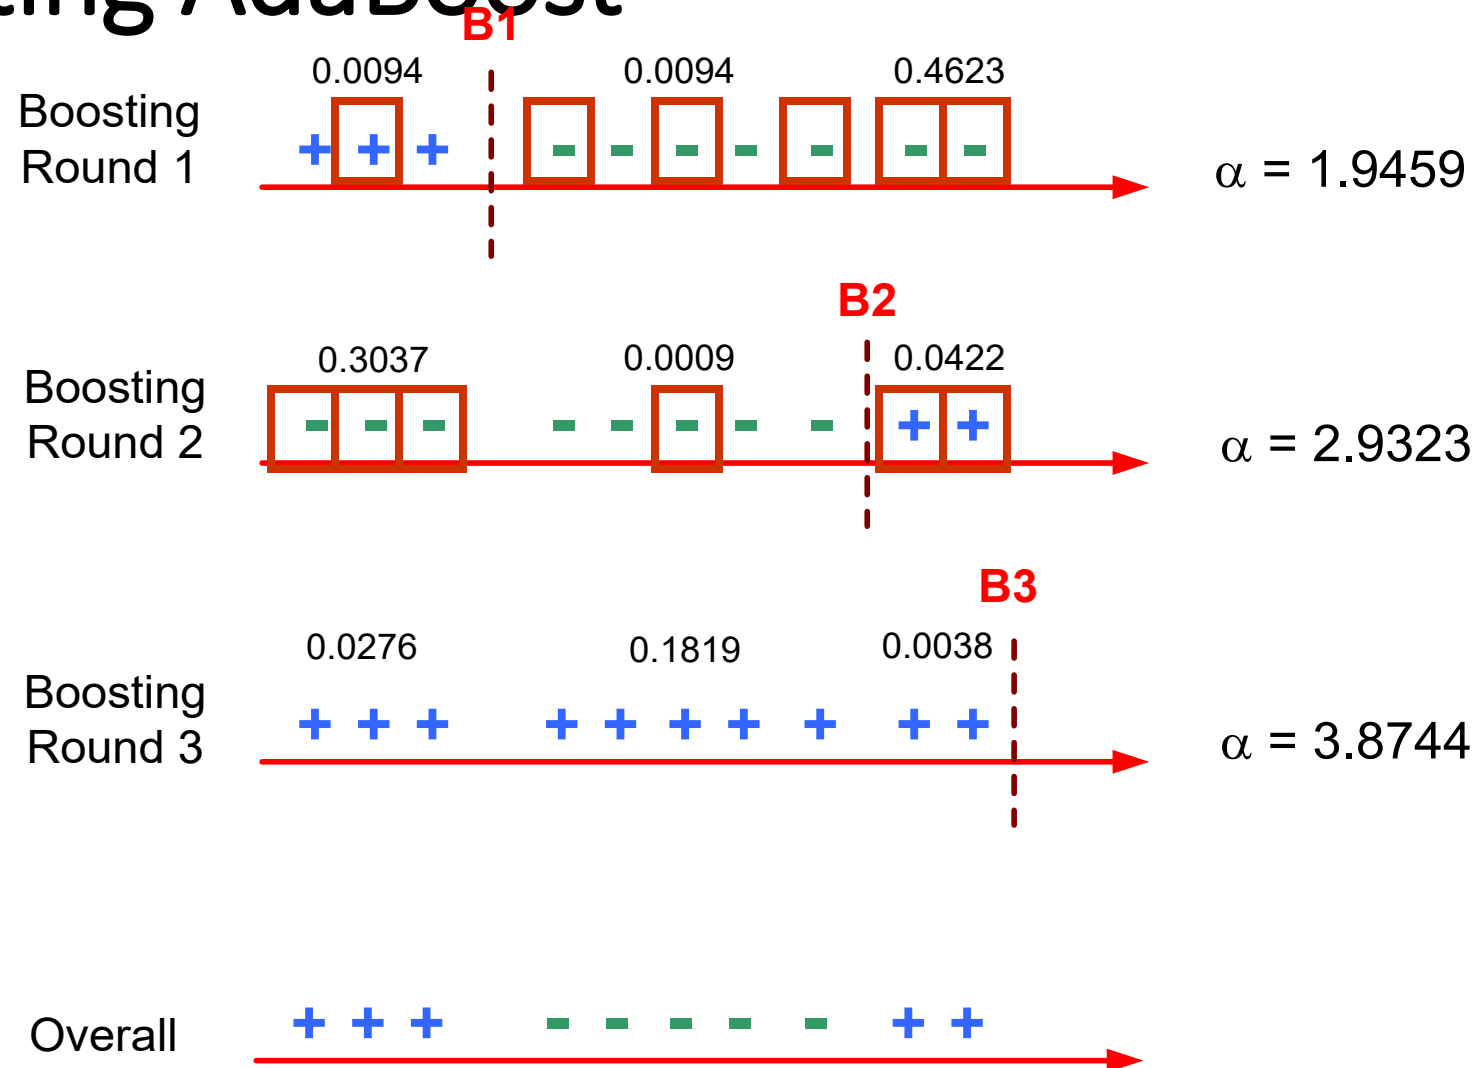 AdaBoost
B1
0.0094 0.0094 0.4623
Boosting
Round 1
+ + + - - - - - - -
α = 1.9459
B2
0.3037 0.0009 0.0422
Boosting
Round 2
- - - - - - - - + +
α = 2.9323
B3
0.0276 0.1819 0.0038
Boosting
Round 3
+ + + + + + + + + +
α = 3.8744
Overall
+ + + - - - - - + +